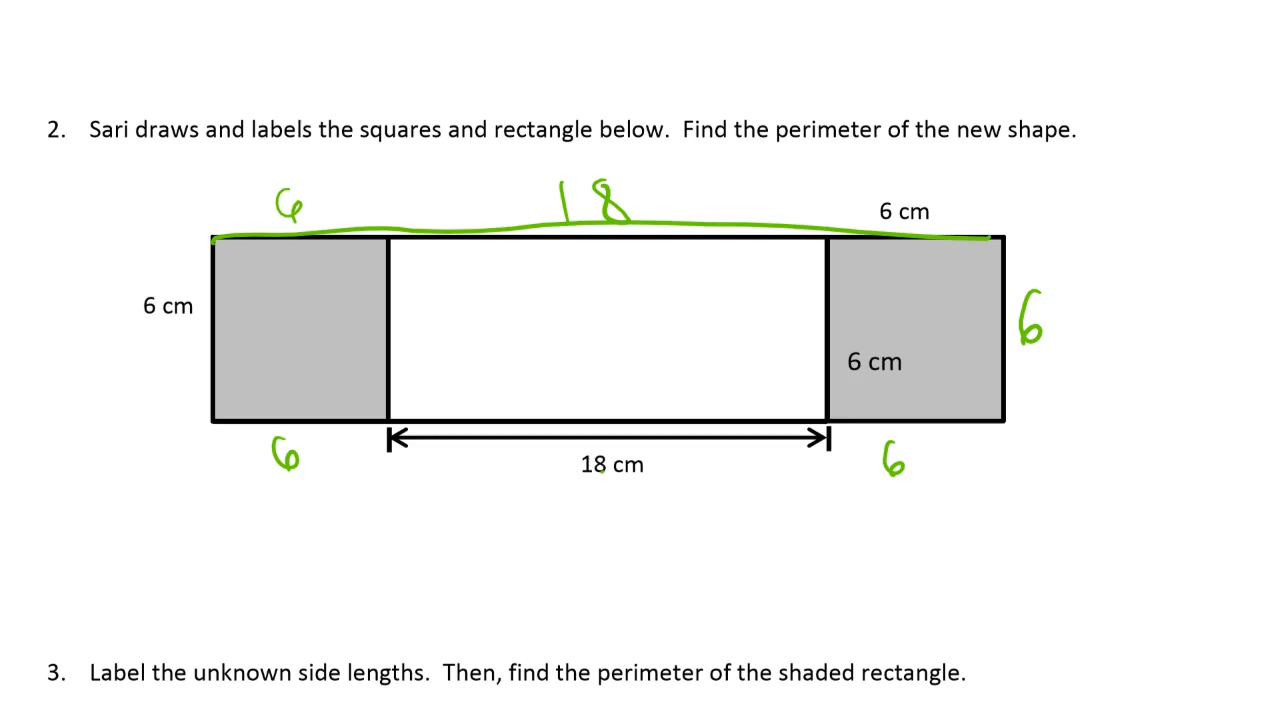 2. Sari draws and labels the squares and rectangle below. Find the perimeter of the new shape.
6 18 6 cm
6 cm 6
6 cm
6 18 cm 6
3. Label the unknown side lengths. Then, find the perimeter of the shaded rectangle.